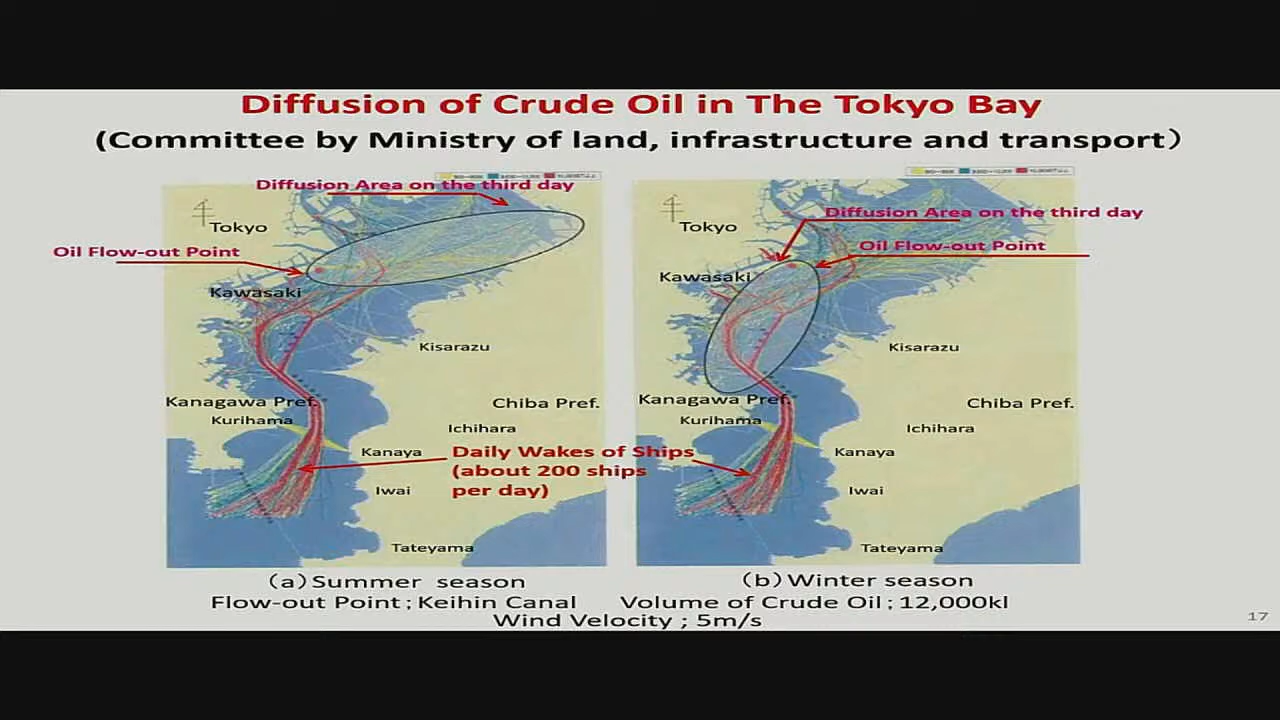 Diffusion of Crude Oil in The Tokyo Bay
(Committee by Ministry of land, infrastructure and transport)
Diffusion Area on the third day
Tokyo
Oil Flow-out Point
Kawasaki
Kisarazu
Kanagawa Pref.
Chiba Pref.
Kurihama
Ichihara
Kanaya
Iwai
Tateyama
Daily Wakes of Ships
(about 200 ships
per day)
Diffusion Area on the third day
Tokyo
Oil Flow-out Point
Kawasaki
Kisarazu
Kanagawa Pref.
Chiba Pref.
Kurihama
Ichihara
Kanaya
Iwai
Tateyama
(a) Summer season
(b) Winter season
Flow-out Point ; Keihin Canal Volume of Crude Oil ; 12,000kl
Wind Velocity ; 5m/s
17